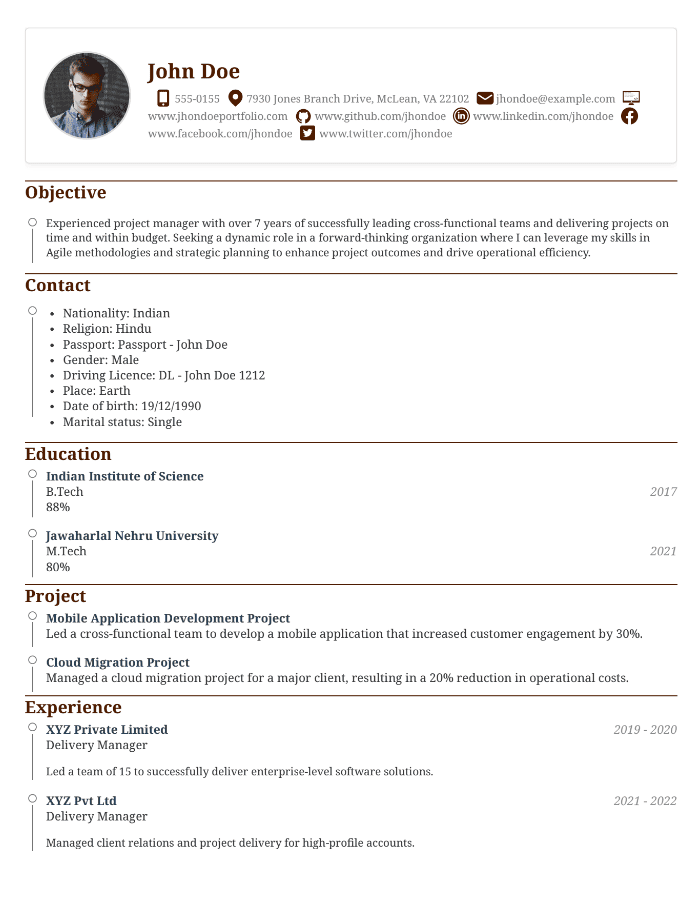 John Doe
555-0155 7930 Jones Branch Drive, McLean, VA 22102 jhondoe@example.com
www.jhondoeportfolio.com www.github.com/jhondoe www.linkedin.com/jhondoe
www.facebook.com/jhondoe www.twitter.com/jhondoe
Objective
Experienced project manager with over 7 years of successfully leading cross-functional teams and delivering projects on
time and within budget. Seeking a dynamic role in a forward-thinking organization where I can leverage my skills in
Agile methodologies and strategic planning to enhance project outcomes and drive operational efficiency.
Contact
• Nationality: Indian
• Religion: Hindu
• Passport: Passport - John Doe
• Gender: Male
• Driving Licence: DL - John Doe 1212
• Place: Earth
• Date of birth: 19/12/1990
• Marital status: Single
Education
Indian Institute of Science
B.Tech 2017
88%
Jawaharlal Nehru University
M.Tech 2021
80%
Project
Mobile Application Development Project
Led a cross-functional team to develop a mobile application that increased customer engagement by 30%.
Cloud Migration Project
Managed a cloud migration project for a major client, resulting in a 20% reduction in operational costs.
Experience
XYZ Private Limited 2019 - 2020
Delivery Manager
Led a team of 15 to successfully deliver enterprise-level software solutions.
XYZ Pvt Ltd 2021 - 2022
Delivery Manager
Managed client relations and project delivery for high-profile accounts.